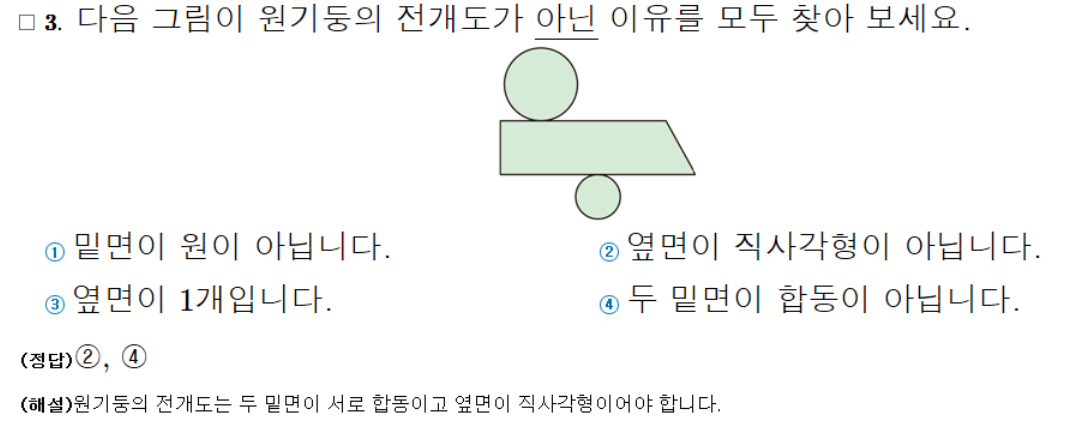 □ 3. 다음 그림이 원기둥의 전개도가 아닌 이유를 모두 찾아 보세요.
① 밑면이 원이 아닙니다. ② 옆면이 직사각형이 아닙니다.
③ 옆면이 1개입니다. ④ 두 밑면이 합동이 아닙니다.
(정답)②, ④
(해설)원기둥의 전개도는 두 밑면이 서로 합동이고 옆면이 직사각형이어야 합니다.